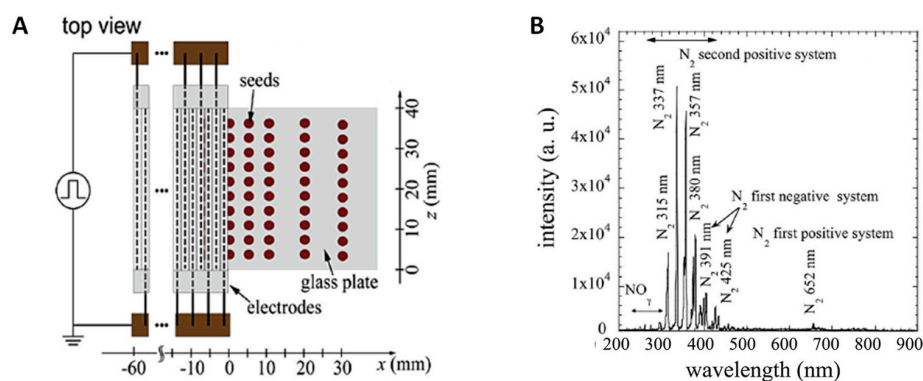 A
top view
seeds
glass plate
electrodes
z (mm)
0
10
20
30
40
-60
-10
0
10
20
30
x (mm)
B
N2 second positive system
N2 337 nm
N2 357 nm
N2 315 nm
N2 380 nm
N2 391 nm
N2 425 nm
N2 first negative system
N2 first positive system
N2 652 nm
NOγ
intensity (a. u.)
6x10⁴
5x10⁴
4x10⁴
3x10⁴
2x10⁴
1x10⁴
0
200
300
400
500
600
700
800
900
wavelength (nm)